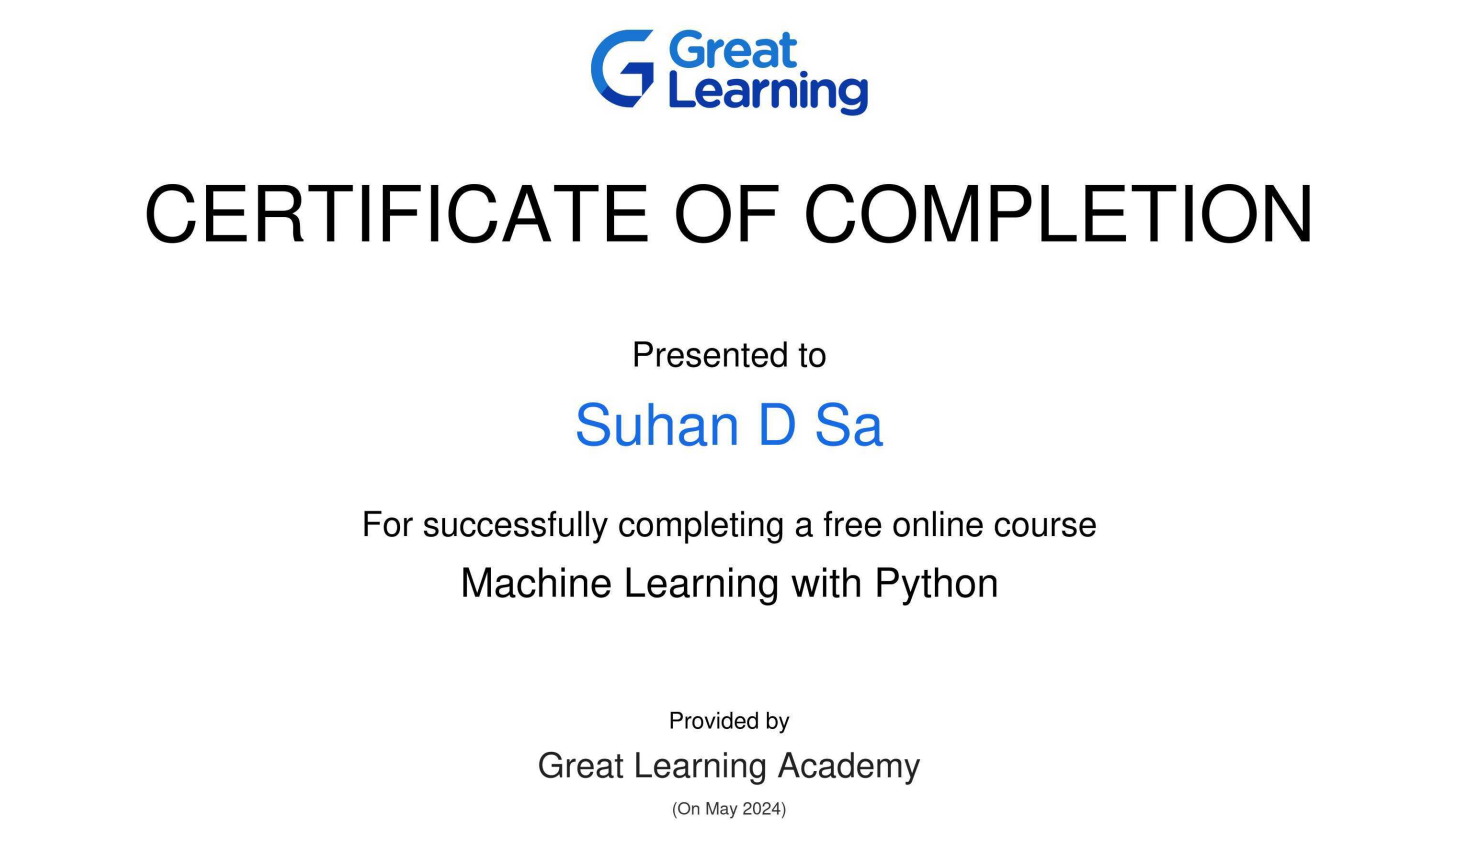 Great
Learning
CERTIFICATE OF COMPLETION
Presented to
Suhan D Sa
For successfully completing a free online course
Machine Learning with Python
Provided by
Great Learning Academy
(On May 2024)